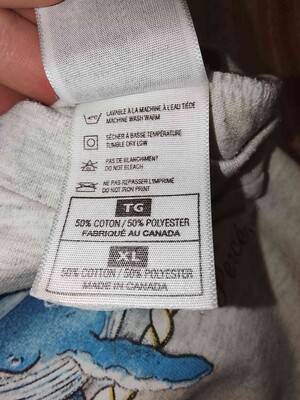 LAVABLE À LA MACHINE À L'EAU TIÈDE
MACHINE WASH WARM
SÉCHER À BASSE TEMPÉRATURE
TUMBLE DRY LOW
PAS DE BLANCHIMENT
DO NOT BLEACH
NE PAS REPASSER L'IMPRIMÉ
DO NOT IRON PRINT
TG
50% COTON / 50% POLYESTER
FABRIQUÉ AU CANADA
XL
50% COTTON / 50% POLYESTER
MADE IN CANADA